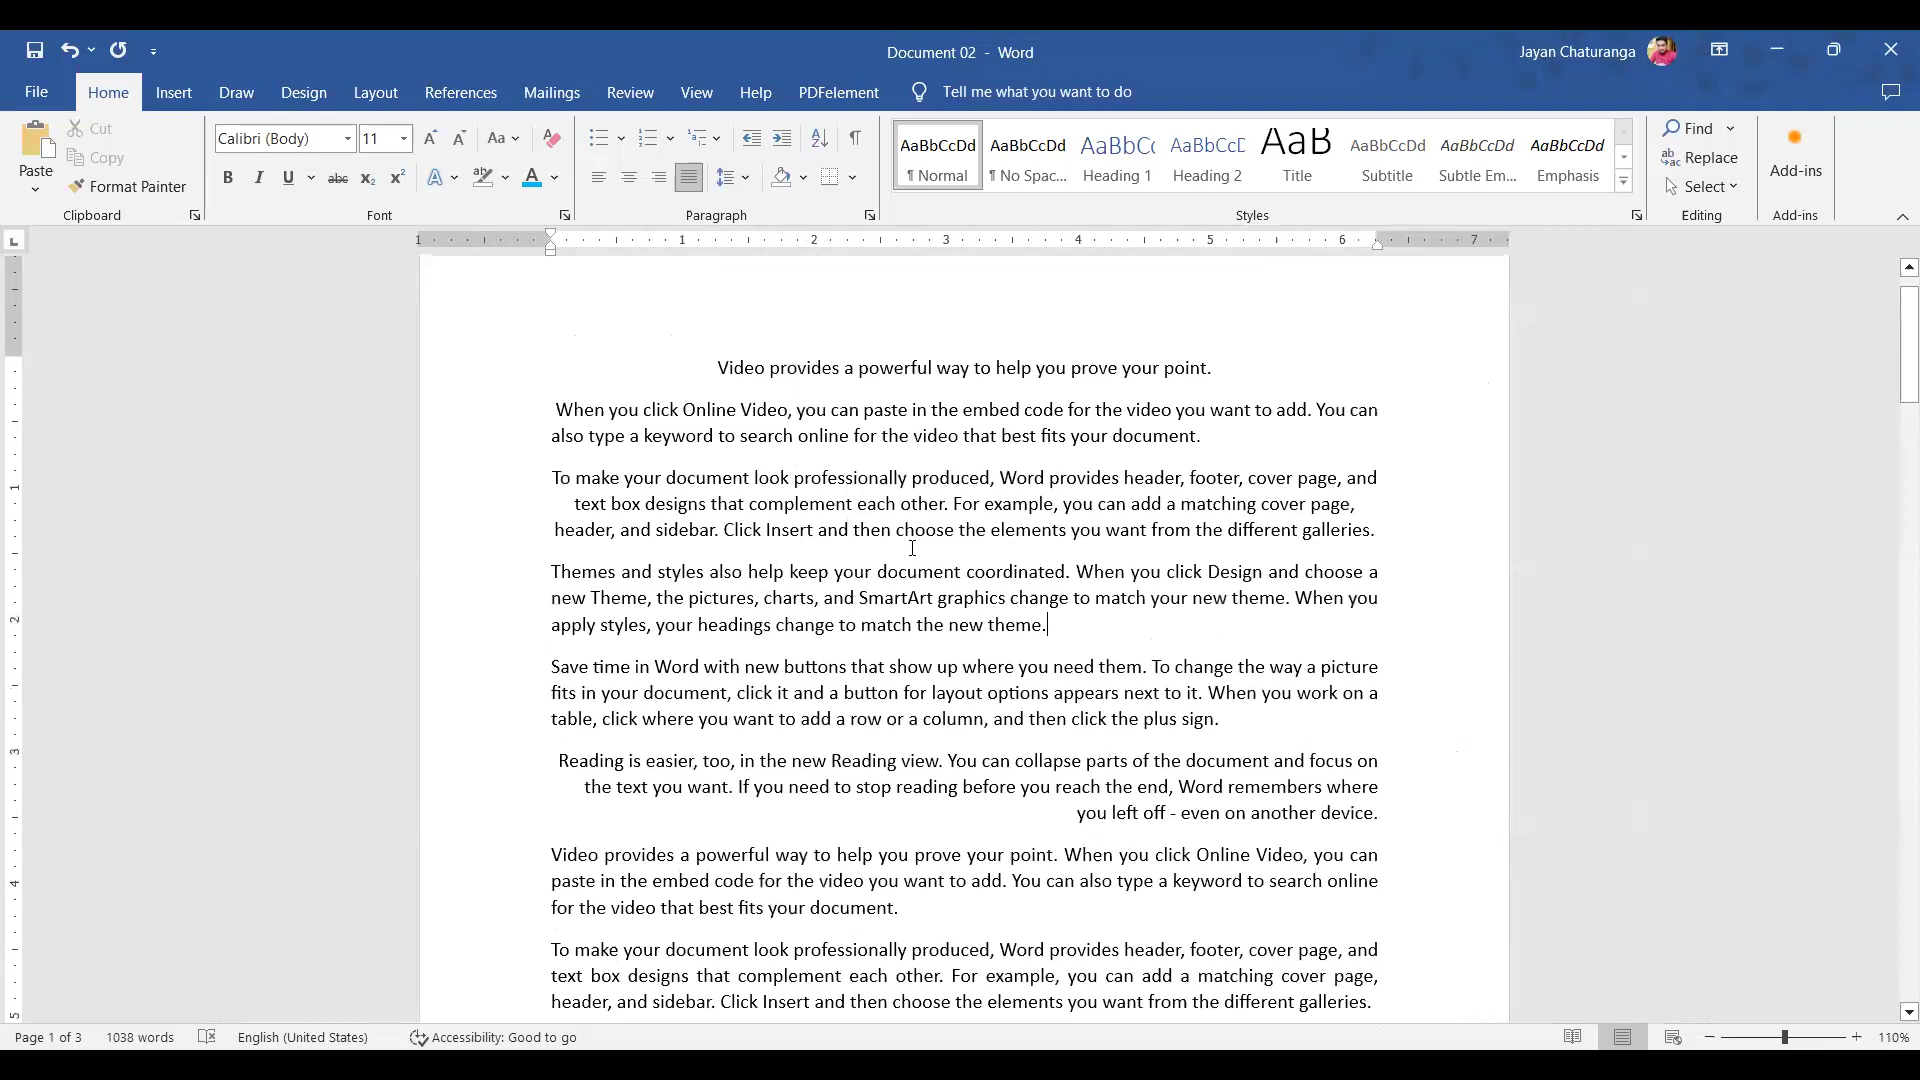 Document 02 - Word
Jayan Chaturanga
File Home Insert Draw Design Layout References Mailings Review View Help PDFelement Tell me what you want to do
Paste
Cut
Copy
Format Painter
Clipboard
Calibri (Body) 11
Aa
B I U abc x₂ x² A A
Font
Paragraph
AaBbCcDd AaBbCcDd AaBbCc AaBbCcD AaB AaBbCcDd AaBbCcDd AaBbCcDd
¶ Normal ¶ No Spac... Heading 1 Heading 2 Title Subtitle Subtle Em... Emphasis
Styles
Find
Replace
Select
Editing
Add-ins
Add-ins
1 1 2 3 4 5 6 7
Video provides a powerful way to help you prove your point.
When you click Online Video, you can paste in the embed code for the video you want to add. You can
also type a keyword to search online for the video that best fits your document.
To make your document look professionally produced, Word provides header, footer, cover page, and
text box designs that complement each other. For example, you can add a matching cover page,
header, and sidebar. Click Insert and then choose the elements you want from the different galleries.
Themes and styles also help keep your document coordinated. When you click Design and choose a
new Theme, the pictures, charts, and SmartArt graphics change to match your new theme. When you
apply styles, your headings change to match the new theme.
Save time in Word with new buttons that show up where you need them. To change the way a picture
fits in your document, click it and a button for layout options appears next to it. When you work on a
table, click where you want to add a row or a column, and then click the plus sign.
Reading is easier, too, in the new Reading view. You can collapse parts of the document and focus on
the text you want. If you need to stop reading before you reach the end, Word remembers where
you left off - even on another device.
Video provides a powerful way to help you prove your point. When you click Online Video, you can
paste in the embed code for the video you want to add. You can also type a keyword to search online
for the video that best fits your document.
To make your document look professionally produced, Word provides header, footer, cover page, and
text box designs that complement each other. For example, you can add a matching cover page,
header, and sidebar. Click Insert and then choose the elements you want from the different galleries.
1
2
3
4
5
Page 1 of 3 1038 words English (United States) Accessibility: Good to go 110%